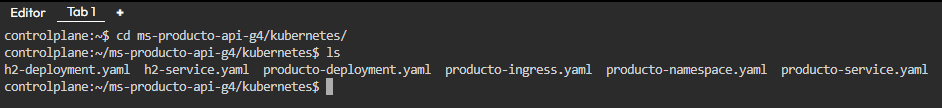 Editor Tab 1 +
controlplane:~$ cd ms-producto-api-g4/kubernetes/
controlplane:~/ms-producto-api-g4/kubernetes$ ls
h2-deployment.yaml  h2-service.yaml  producto-deployment.yaml  producto-ingress.yaml  producto-namespace.yaml  producto-service.yaml
controlplane:~/ms-producto-api-g4/kubernetes$